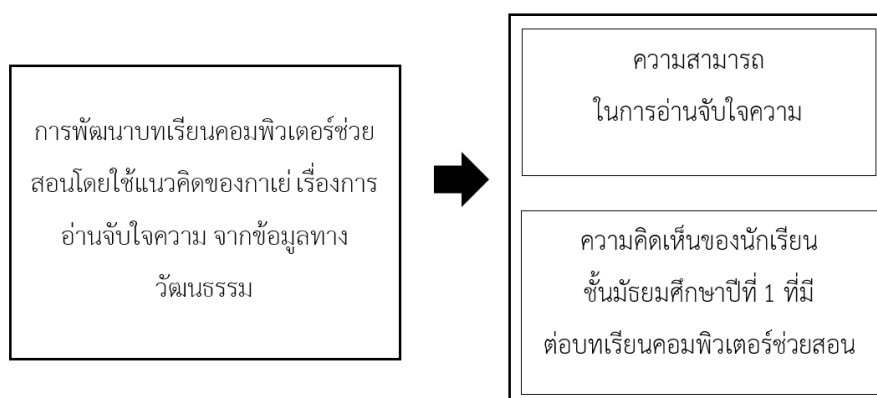 การพัฒนาบทเรียนคอมพิวเตอร์ช่วย
สอนโดยใช้แนวคิดของกาเย่ เรื่องการ
อ่านจับใจความ จากข้อมูลทาง
วัฒนธรรม
ความสามารถ
ในการอ่านจับใจความ
ความคิดเห็นของนักเรียน
ชั้นมัธยมศึกษาปีที่ 1 ที่มี
ต่อบทเรียนคอมพิวเตอร์ช่วยสอน